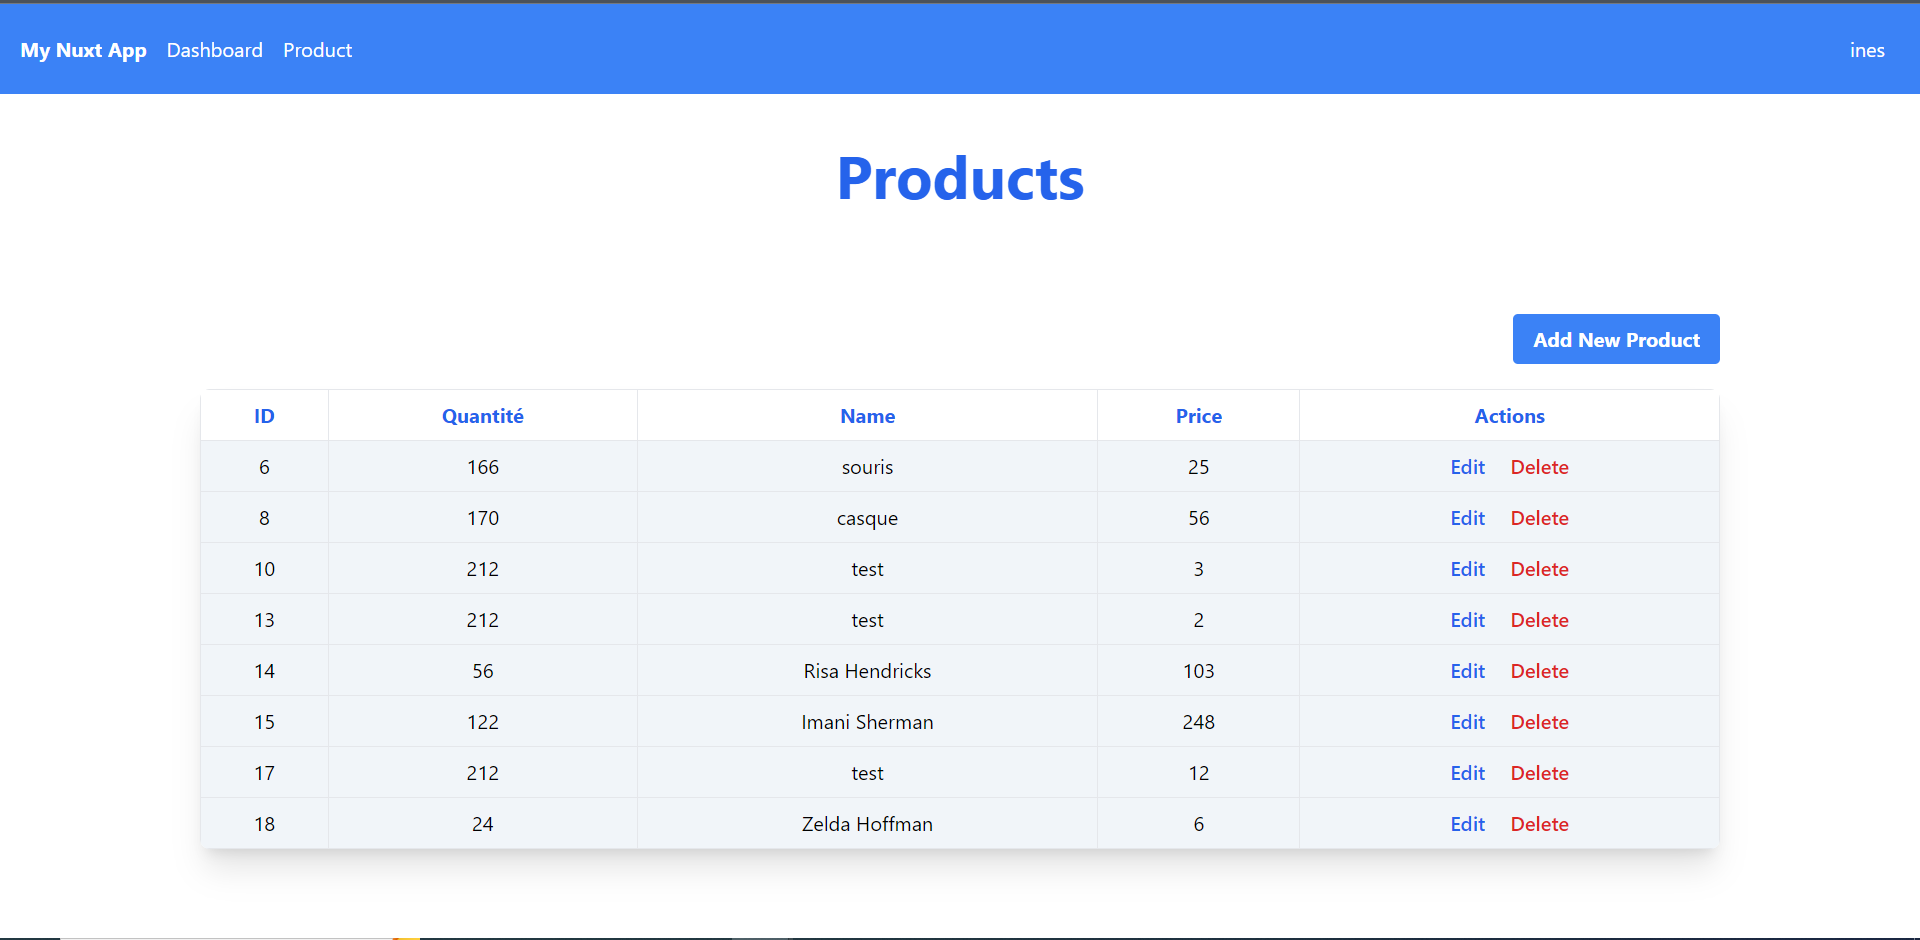 My Nuxt App Dashboard Product ines
Products
Add New Product
ID Quantité Name Price Actions
6 166 souris 25 Edit Delete
8 170 casque 56 Edit Delete
10 212 test 3 Edit Delete
13 212 test 2 Edit Delete
14 56 Risa Hendricks 103 Edit Delete
15 122 Imani Sherman 248 Edit Delete
17 212 test 12 Edit Delete
18 24 Zelda Hoffman 6 Edit Delete